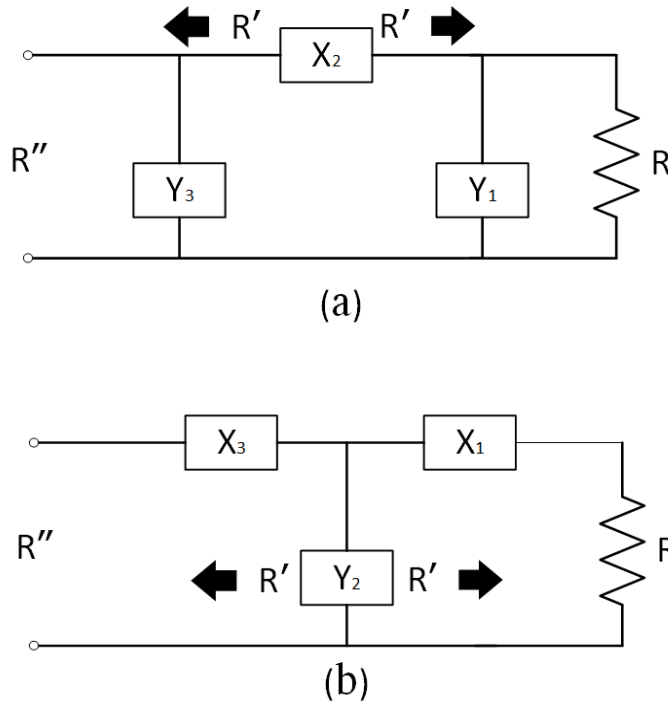 R′ R′
X₂
R″ Y₃ Y₁ R
(a)
X₃ X₁
R″ R
R′ Y₂ R′
(b)